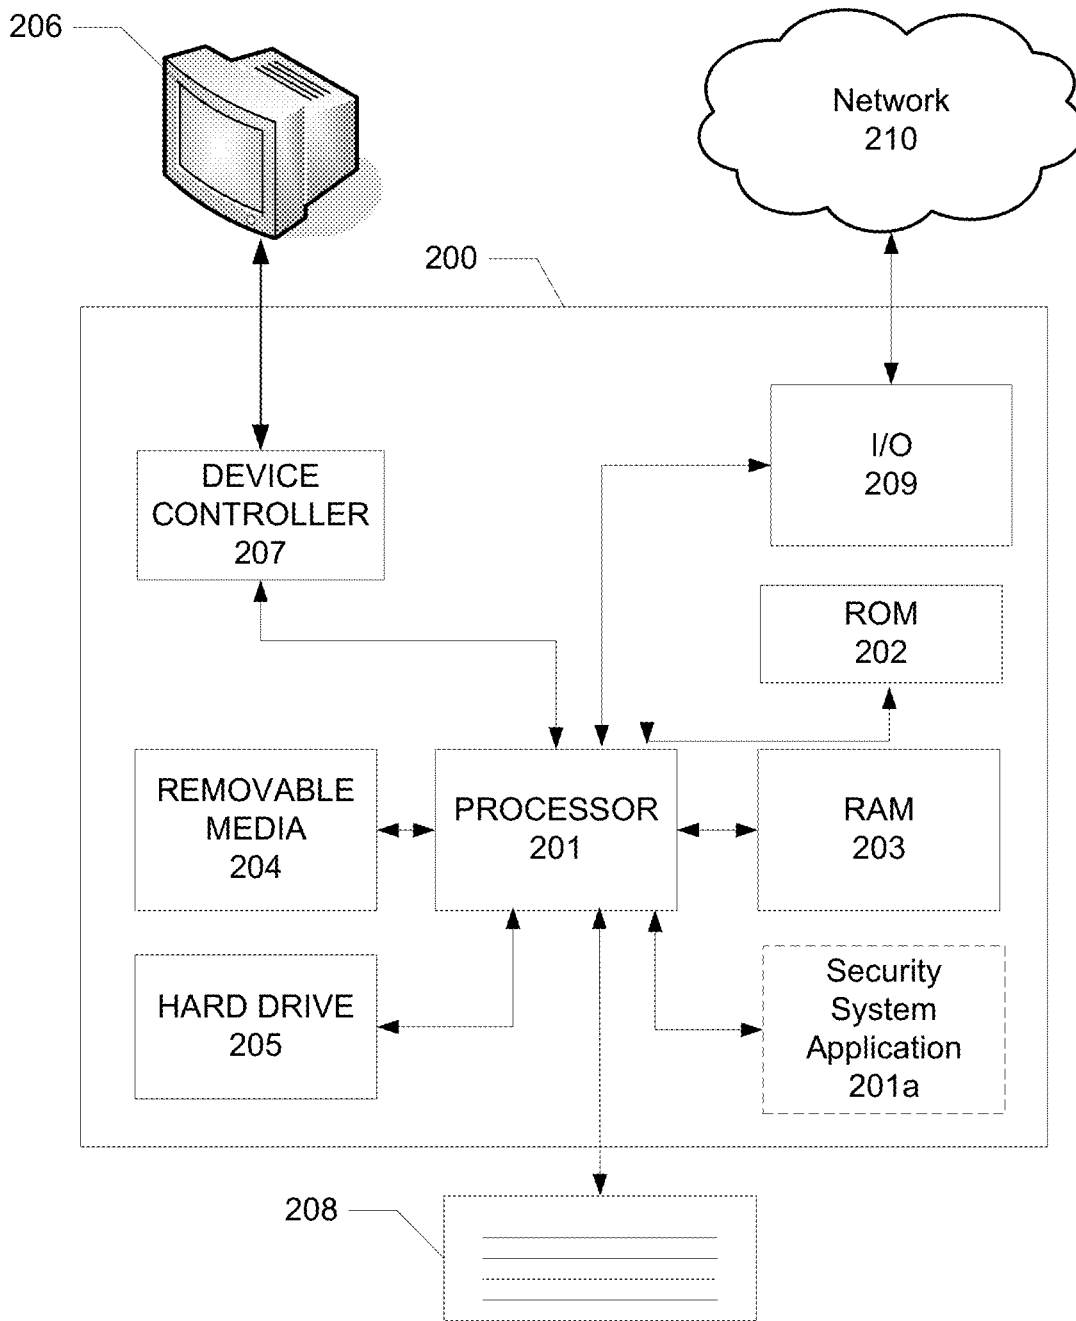 206
Network
210
200
I/O
209
DEVICE
CONTROLLER
207
ROM
202
REMOVABLE
MEDIA
204
PROCESSOR
201
RAM
203
HARD DRIVE
205
Security
System
Application
201a
208